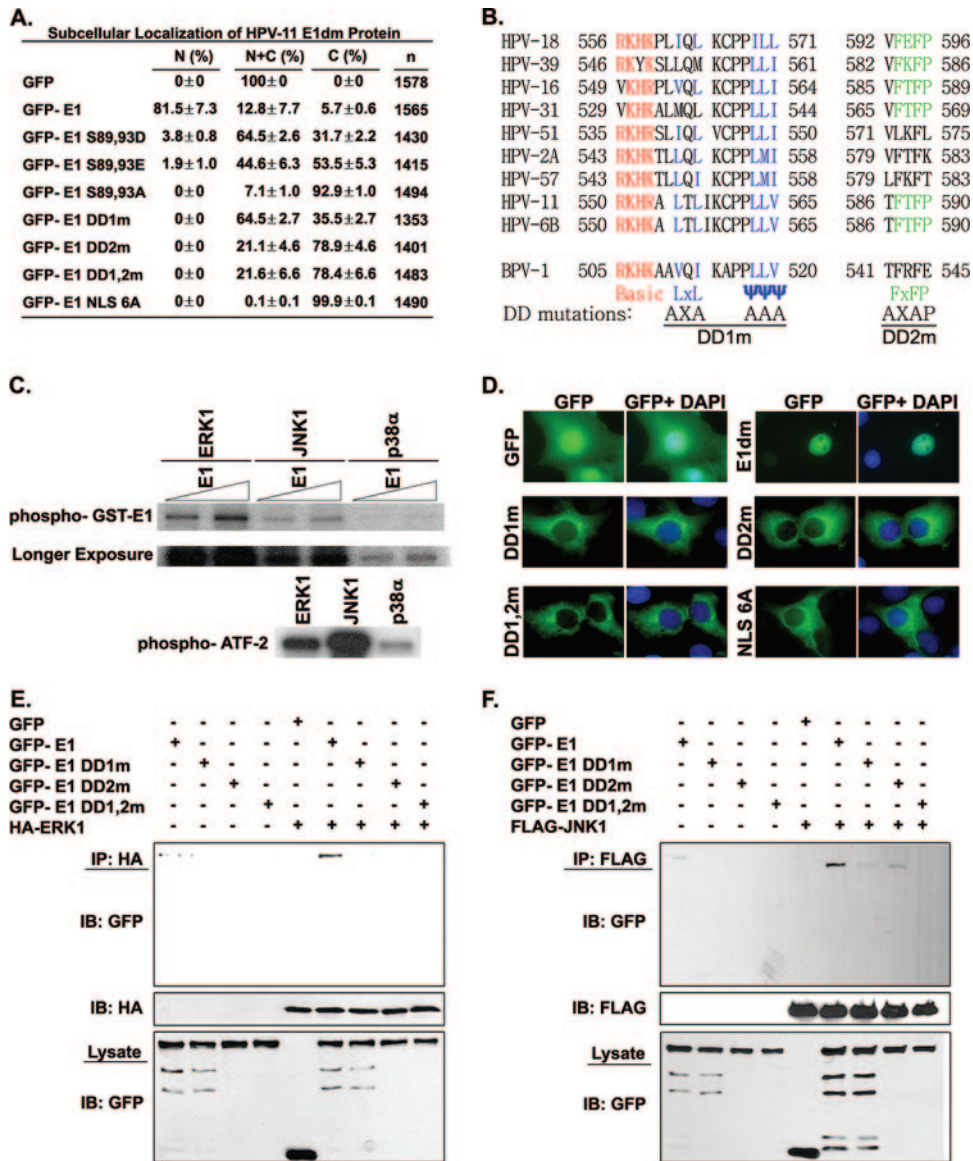 A.
Subcellular Localization of HPV-11 E1dm Protein
N (%) N+C (%) C (%) n
GFP 0±0 100±0 0±0 1578
GFP- E1 81.5±7.3 12.8±7.7 5.7±0.6 1565
GFP- E1 S89,93D 3.8±0.8 64.5±2.6 31.7±2.2 1430
GFP- E1 S89,93E 1.9±1.0 44.6±6.3 53.5±5.3 1415
GFP- E1 S89,93A 0±0 7.1±1.0 92.9±1.0 1494
GFP- E1 DD1m 0±0 64.5±2.7 35.5±2.7 1353
GFP- E1 DD2m 0±0 21.1±4.6 78.9±4.6 1401
GFP- E1 DD1,2m 0±0 21.6±6.6 78.4±6.6 1483
GFP- E1 NLS 6A 0±0 0.1±0.1 99.9±0.1 1490
B.
HPV-18 556 RKHKPLIQL KCPPILL 571 592 VFEFP 596
HPV-39 546 RKYKSLLQM KCPPLLI 561 582 VFKFP 586
HPV-16 549 VKHRPLVQL KCPPLLI 564 585 VFTFP 589
HPV-31 529 VKHKALMQL KCPPLLI 544 565 VFTFP 569
HPV-51 535 RKHRSLIQL VCPPLLI 550 571 VLKFL 575
HPV-2A 543 RKHKTLLQL KCPPLMI 558 579 VFTFK 583
HPV-57 543 RKHKTLLQI KCPPLMI 558 579 LFKFT 583
HPV-11 550 RKHRA LTLIKCPPLLV 565 586 TFTFP 590
HPV-6B 550 RKHKA LTLIKCPPLLV 565 586 TFTFP 590
BPV-1 505 RKHKAAVQI KAPPLLV 520 541 TFRFE 545
Basic LxL ΨΨΨ FxFP
DD mutations: AXA AAA AXAP
DD1m DD2m
C.
E1 ERK1 E1 JNK1 E1 p38α
phospho- GST-E1
Longer Exposure
ERK1 JNK1 p38α
phospho- ATF-2
D.
GFP GFP+ DAPI GFP GFP+ DAPI
GFP E1dm
DD1m DD2m
DD1,2m NLS 6A
E.
GFP - - - - + - - - -
GFP- E1 + - - - - + - - -
GFP- E1 DD1m - + - - - - + - -
GFP- E1 DD2m - - + - - - - + -
GFP- E1 DD1,2m - - - + - - - - +
HA-ERK1 - - - - + + + + +
IP: HA
IB: GFP
IB: HA
Lysate
IB: GFP
F.
GFP - - - - + - - - -
GFP- E1 + - - - - + - - -
GFP- E1 DD1m - + - - - - + - -
GFP- E1 DD2m - - + - - - - + -
GFP- E1 DD1,2m - - - + - - - - +
FLAG-JNK1 - - - - + + + + +
IP: FLAG
IB: GFP
IB: FLAG
Lysate
IB: GFP